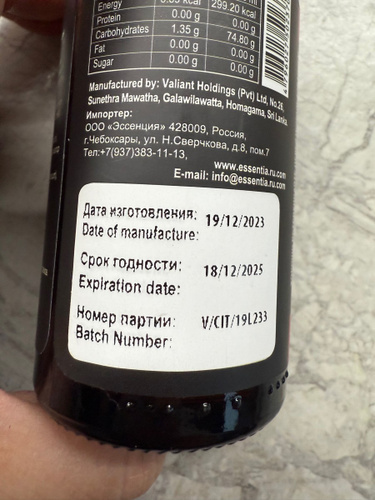 Energy 299.20 kcal
Protein 0.00 g 0.00 g
Carbohydrates 1.35 g 74.80 g
Fat 0.00 g 0.00 g
Sugar 0.00 g 0.00 g
Manufactured by: Valiant Holdings (Pvt) Ltd, No.26,
Sunethra Mawatha, Galawilawatta, Homagama, Sri Lanka.
Импортер:
ООО «Эссенция» 428009, Россия,
г.Чебоксары, ул. Н.Сверчкова, д.8, пом.7
Тел:+7(937)383-11-13,
www.essentia.ru.com
E-mail: info@essentia.ru.com
Дата изготовления: 19/12/2023
Date of manufacture:
Срок годности: 18/12/2025
Expiration date:
Номер партии: V/CIT/19L233
Batch Number: